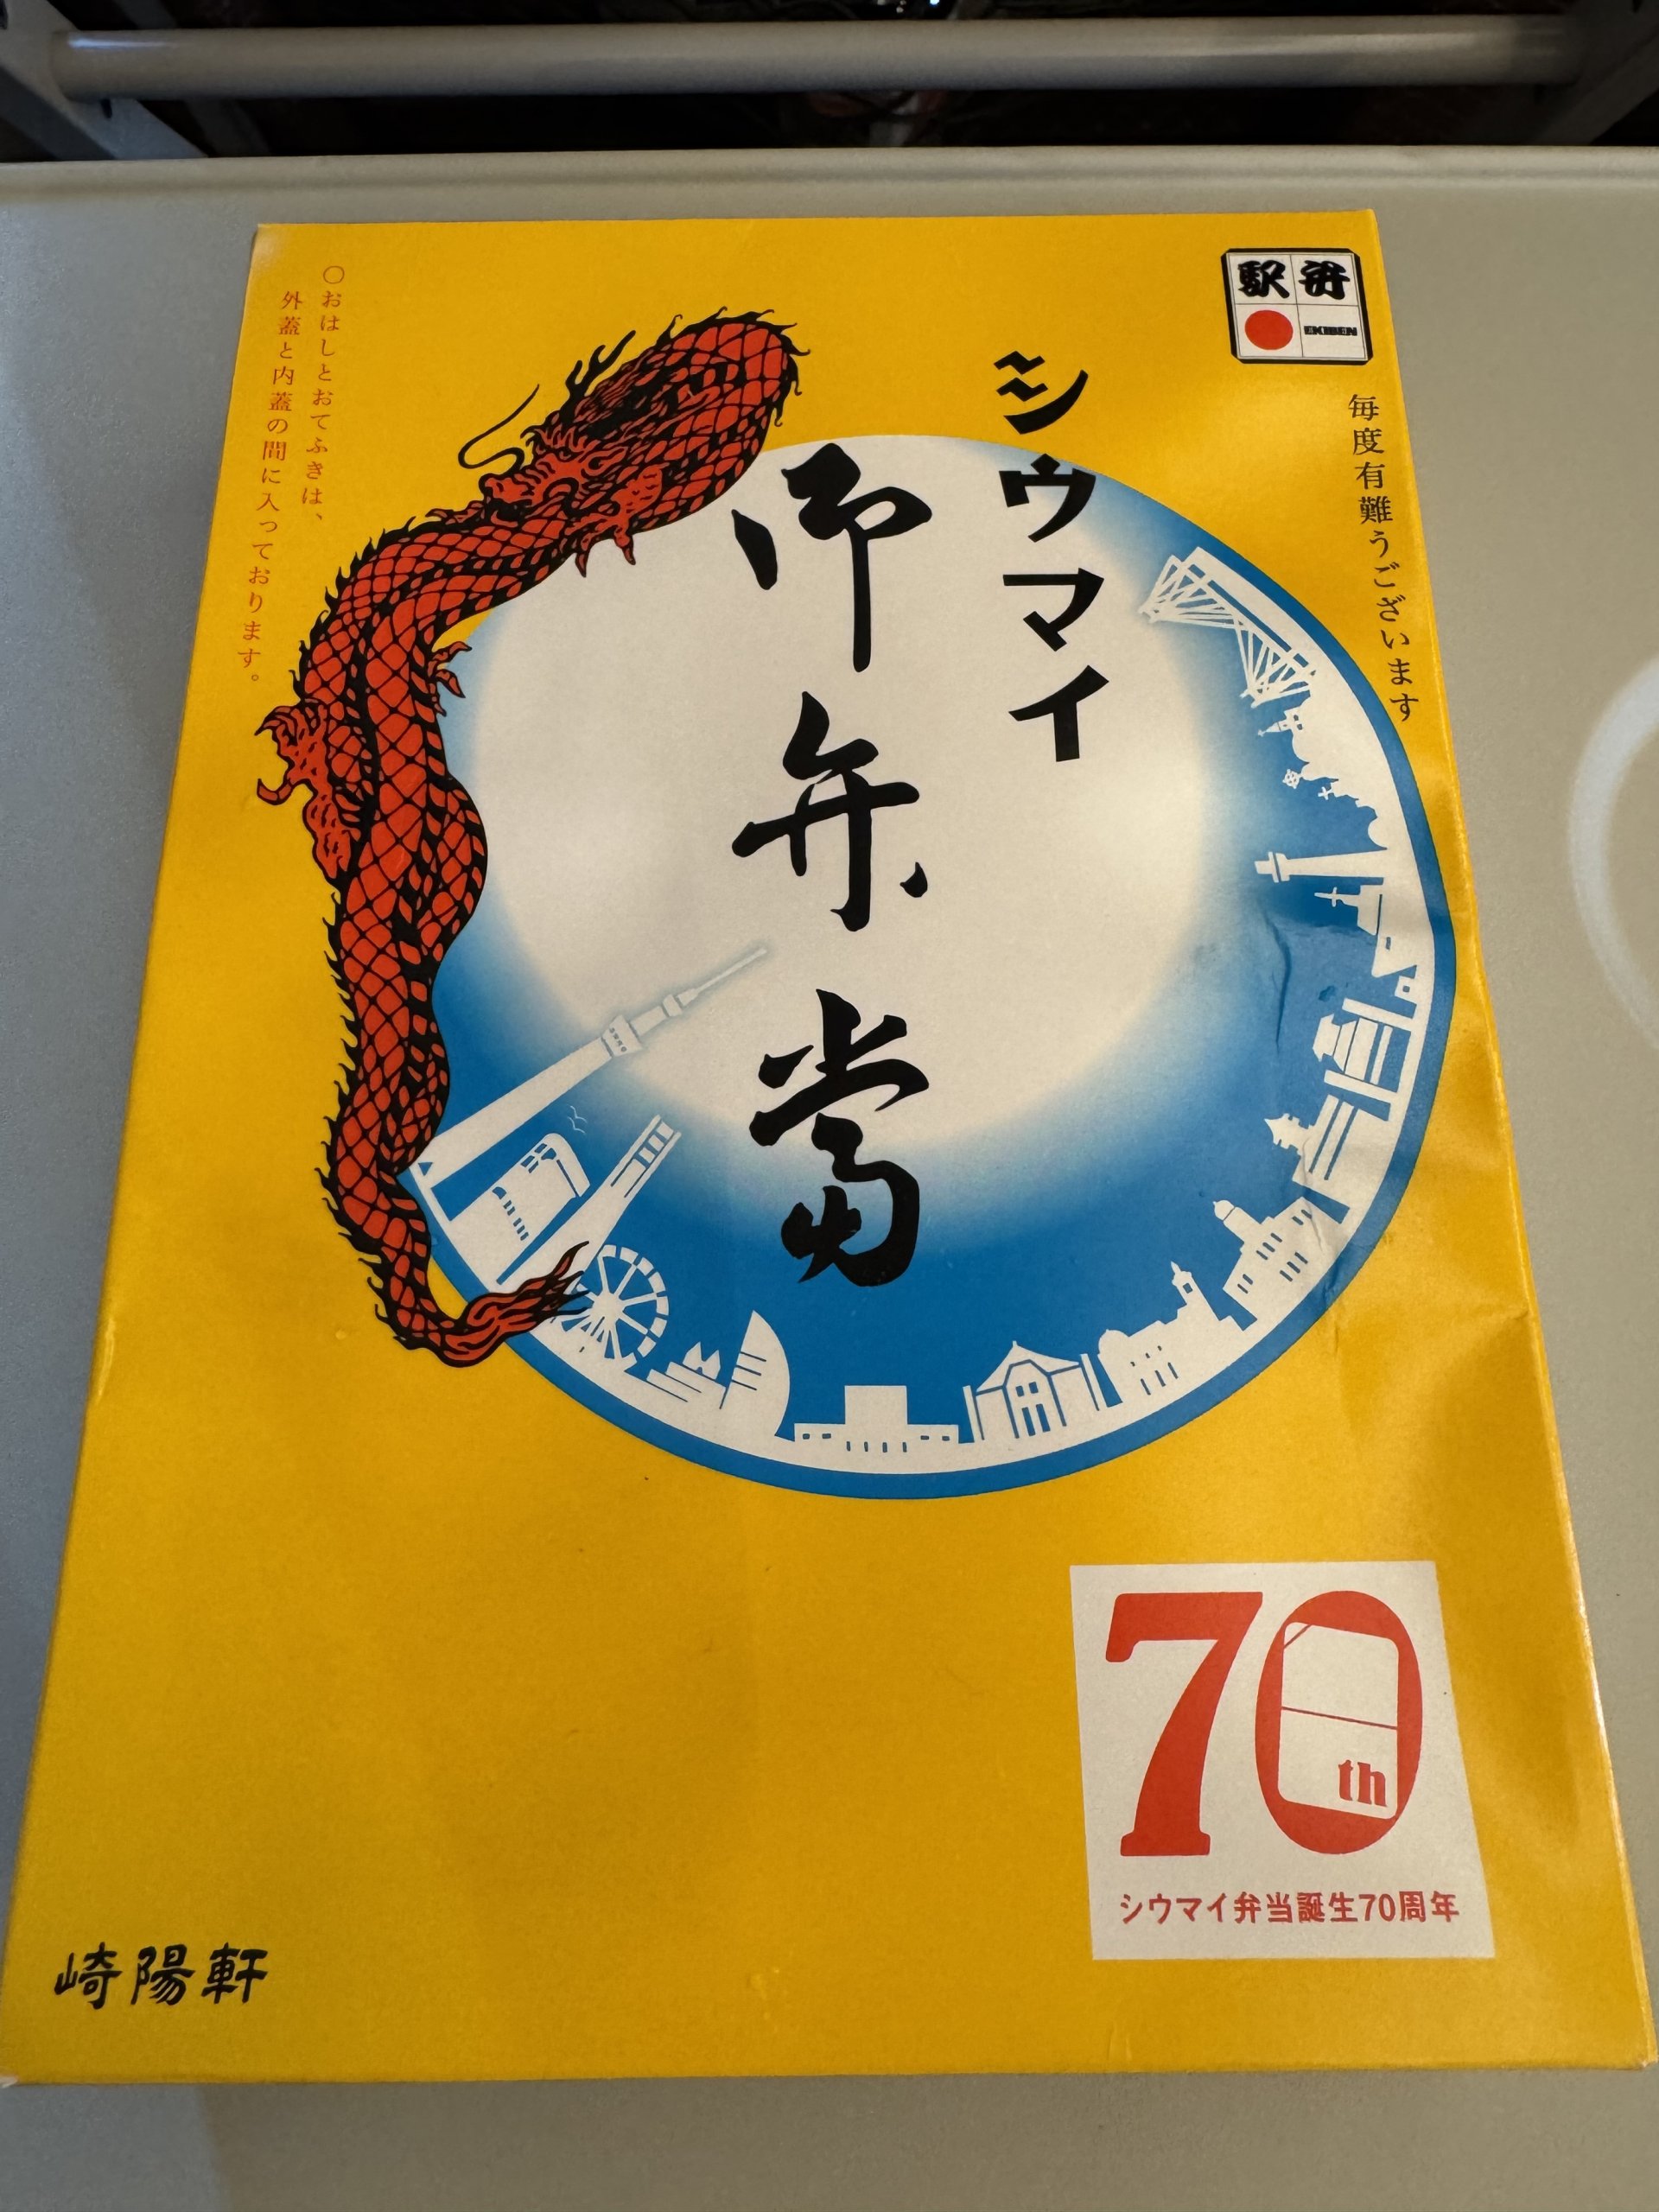 駅弁
EKIBEN
毎度有難うございます
シウマイ
御弁當
○おはしとおてふきは、
外蓋と内蓋の間に入っております。
70th
シウマイ弁当誕生70周年
崎陽軒